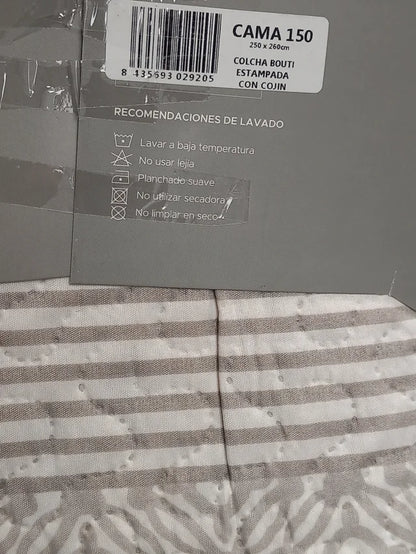 CAMA 150
250 x 260cm
8 435693 029205
COLCHA BOUTI
ESTAMPADA
CON COJIN
RECOMENDACIONES DE LAVADO
Lavar a baja temperatura
No usar lejía
Planchado suave
No utilizar secadora
No limpiar en seco